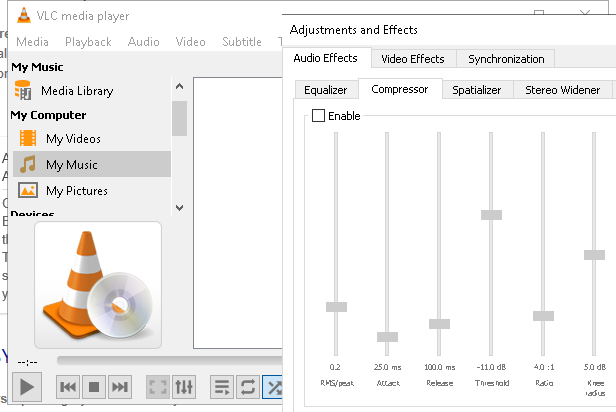 VLC media player
Media Playback Audio Video Subtitle
My Music
Media Library
My Computer
My Videos
My Music
My Pictures
Devices
--:--
Adjustments and Effects
Audio Effects Video Effects Synchronization
Equalizer Compressor Spatializer Stereo Widener
Enable
0.2 25.0 ms 100.0 ms -11.0 dB 4.0 :1 5.0 dB
RMS/peak Attack Release Threshold Ratio Knee radius